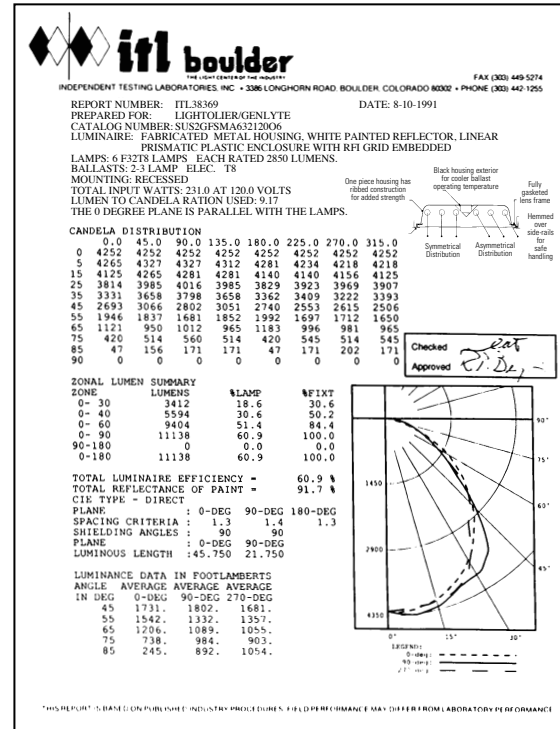 itl boulder
THE LIGHT CENTER OF THE INDUSTRY
FAX (303) 449-5274
INDEPENDENT TESTING LABORATORIES, INC • 3386 LONGHORN ROAD, BOULDER, COLORADO 80302 • PHONE (303) 442-1255
REPORT NUMBER: ITL38369 DATE: 8-10-1991
PREPARED FOR: LIGHTOLIER/GENLYTE
CATALOG NUMBER: SUS2GFSMA63212006
LUMINAIRE: FABRICATED METAL HOUSING, WHITE PAINTED REFLECTOR, LINEAR
PRISMATIC PLASTIC ENCLOSURE WITH RFI GRID EMBEDDED
LAMPS: 6 F32T8 LAMPS EACH RATED 2850 LUMENS.
BALLASTS: 2-3 LAMP ELEC. T8
MOUNTING: RECESSED
TOTAL INPUT WATTS: 231.0 AT 120.0 VOLTS
LUMEN TO CANDELA RATION USED: 9.17
THE 0 DEGREE PLANE IS PARALLEL WITH THE LAMPS.
One piece housing has
ribbed construction
for added strength
Black housing exterior
for cooler ballast
operating temperature
Fully
gasketed
lens frame
Hemmed
over
side-rails
for
safe
handling
Symmetrical
Distribution
Asymmetrical
Distribution
CANDELA DISTRIBUTION
0.0 45.0 90.0 135.0 180.0 225.0 270.0 315.0
0 4252 4252 4252 4252 4252 4252 4252 4252
5 4265 4327 4327 4312 4281 4234 4218 4218
15 4125 4265 4281 4281 4140 4140 4156 4125
25 3814 3985 4016 3985 3829 3923 3969 3907
35 3331 3658 3798 3658 3362 3409 3222 3393
45 2693 3066 2802 3051 2740 2553 2615 2506
55 1946 1837 1681 1852 1992 1697 1712 1650
65 1121 950 1012 965 1183 996 981 965
75 420 514 560 514 420 545 514 545
85 47 156 171 171 47 171 202 171
90 0 0 0 0 0 0 0 0
Checked
Approved
ZONAL LUMEN SUMMARY
ZONE LUMENS %LAMP %FIXT
0- 30 3412 18.6 30.6
0- 40 5594 30.6 50.2
0- 60 9404 51.4 84.4
0- 90 11138 60.9 100.0
90-180 0 0.0 0.0
0-180 11138 60.9 100.0
TOTAL LUMINAIRE EFFICIENCY = 60.9 %
TOTAL REFLECTANCE OF PAINT = 91.7 %
CIE TYPE - DIRECT
PLANE : 0-DEG 90-DEG 180-DEG
SPACING CRITERIA : 1.3 1.4 1.3
SHIELDING ANGLES : 90 90
PLANE : 0-DEG 90-DEG
LUMINOUS LENGTH :45.750 21.750
LUMINANCE DATA IN FOOTLAMBERTS
ANGLE AVERAGE AVERAGE AVERAGE
IN DEG 0-DEG 90-DEG 270-DEG
45 1731. 1802. 1681.
55 1542. 1332. 1357.
65 1206. 1089. 1055.
75 738. 984. 903.
85 245. 892. 1054.
90°
75°
1450
60°
2900
45°
4350
0° 15° 30°
LEGEND:
0-deg:
90-deg:
THIS REPORT IS BASED ON PUBLISHED INDUSTRY PROCEDURES. FIELD PERFORMANCE MAY DIFFER FROM LABORATORY PERFORMANCE